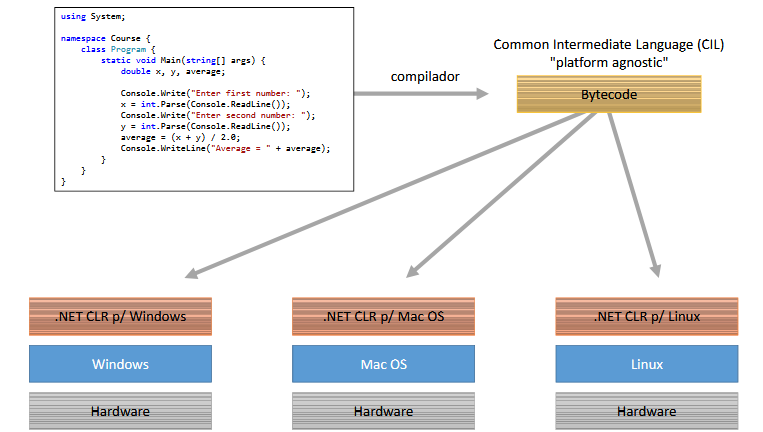 using System;
namespace Course {
class Program {
static void Main(string[] args) {
double x, y, average;
Console.Write("Enter first number: ");
x = int.Parse(Console.ReadLine());
Console.Write("Enter second number: ");
y = int.Parse(Console.ReadLine());
average = (x + y) / 2.0;
Console.WriteLine("Average = " + average);
}
}
}
compilador
Common Intermediate Language (CIL)
"platform agnostic"
Bytecode
.NET CLR p/ Windows
.NET CLR p/ Mac OS
.NET CLR p/ Linux
Windows
Mac OS
Linux
Hardware
Hardware
Hardware